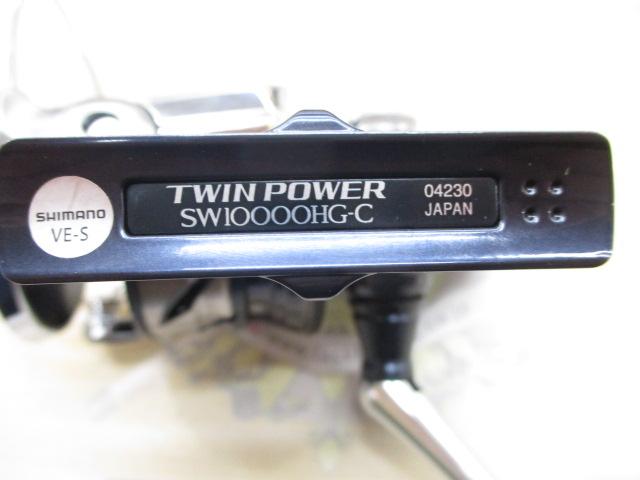 SHIMANO
VE-S
TWIN POWER
SW10000HG-C
04230
JAPAN